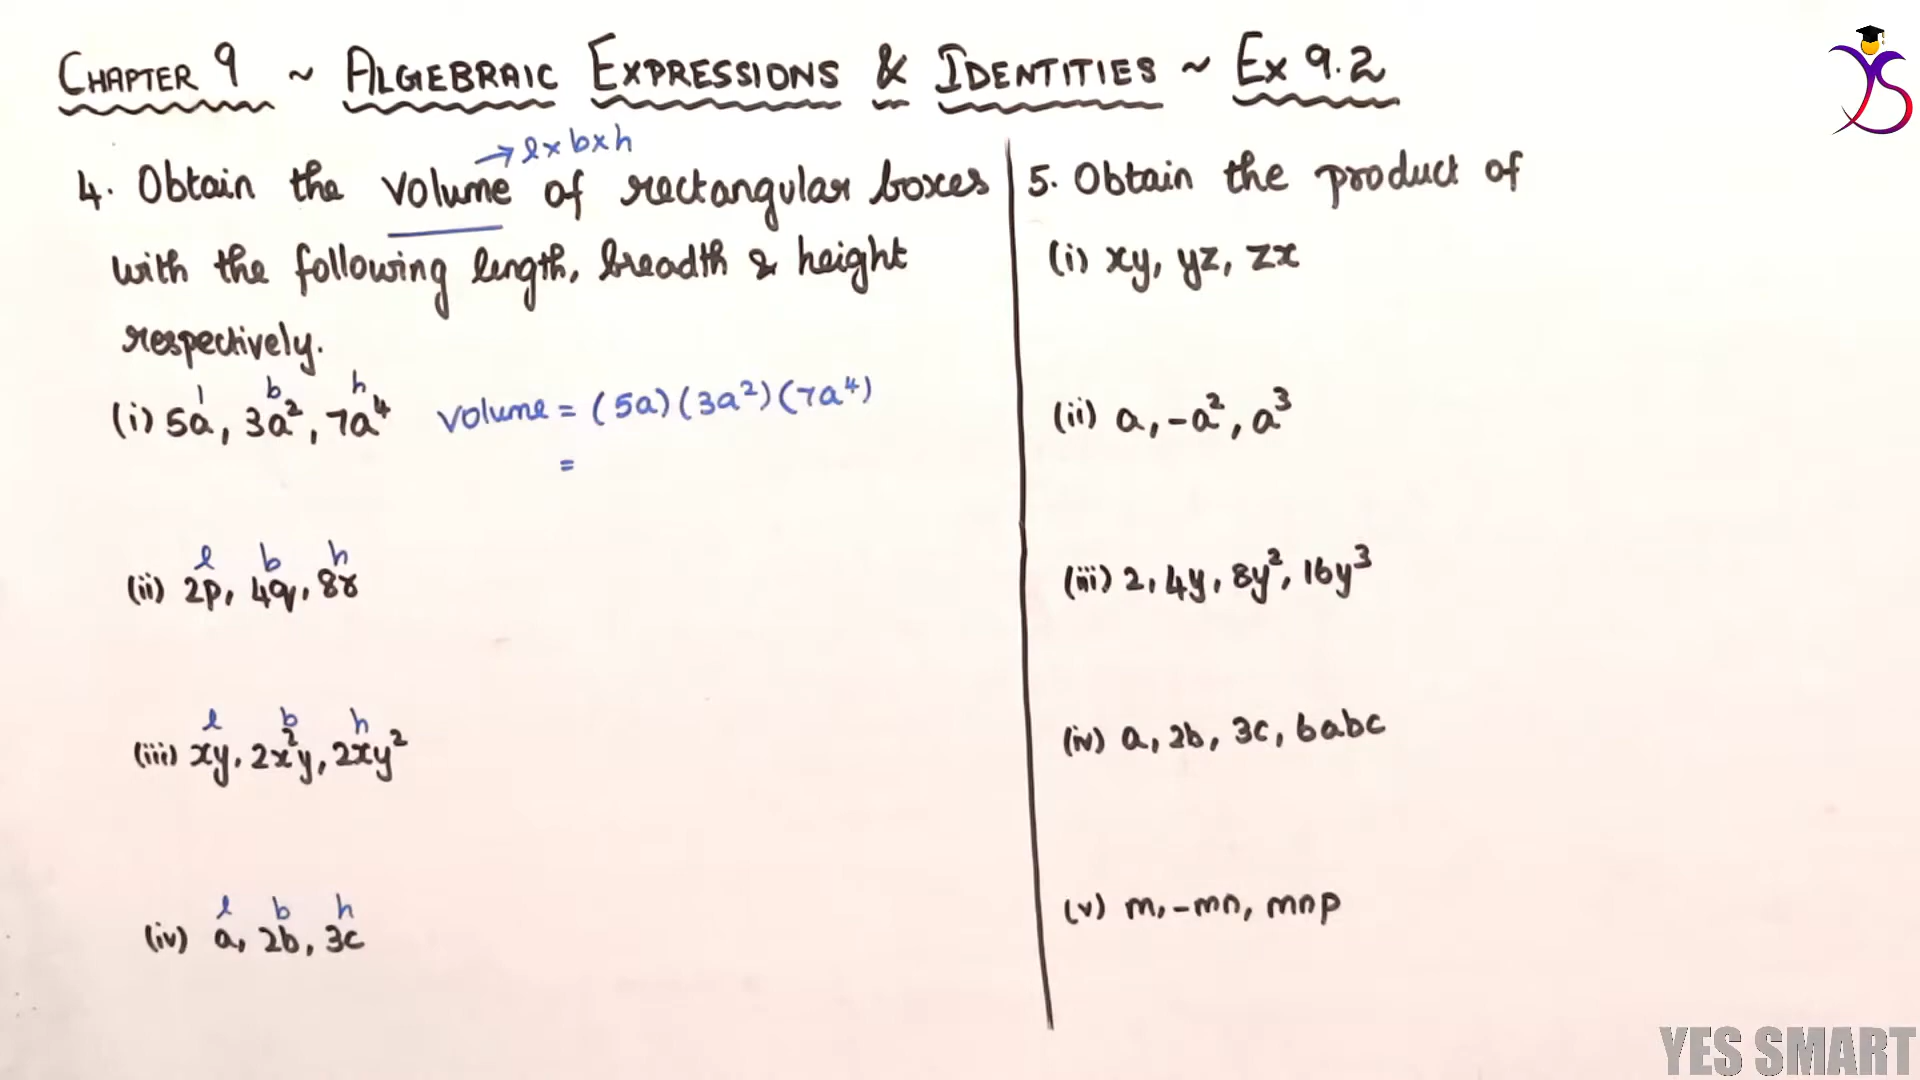 CHAPTER 9 ~ ALGEBRAIC EXPRESSIONS & IDENTITIES ~ EX 9.2
→ l×b×h
4. Obtain the volume of rectangular boxes
with the following length, breadth & height
respectively.
l b h
(i) 5a, 3a², 7a⁴ volume = (5a)(3a²)(7a⁴)
=
l b h
(ii) 2p, 4q, 8r
l b h
(iii) xy, 2x²y, 2xy²
l b h
(iv) a, 2b, 3c
5. Obtain the product of
(i) xy, yz, zx
(ii) a, -a², a³
(iii) 2, 4y, 8y², 16y³
(iv) a, 2b, 3c, 6abc
(v) m, -mn, mnp
YS
YES SMART